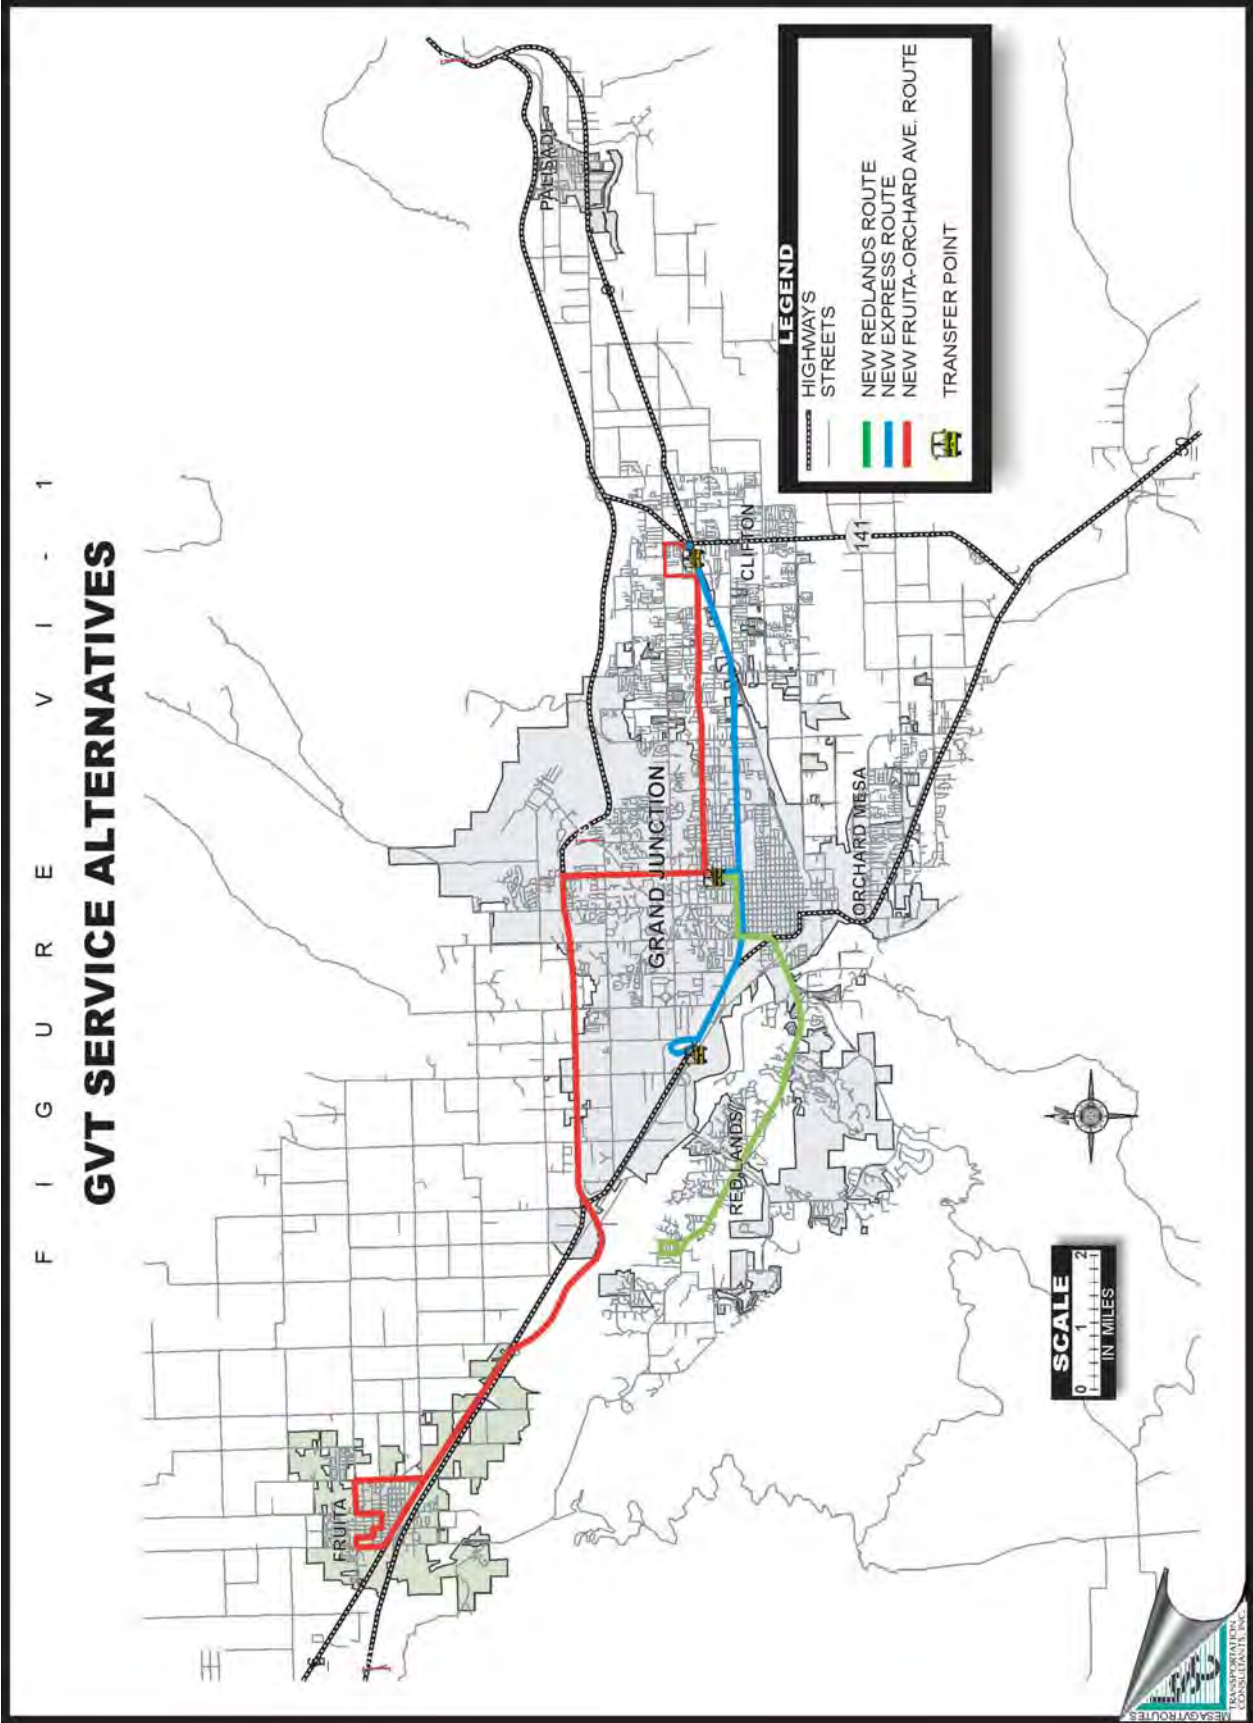 FIGURE VI-1
GVT SERVICE ALTERNATIVES
FRUITA
REDLANDS
GRAND JUNCTION
ORCHARD MESA
CLIFTON
PALISADE
141
50
6
LEGEND
HIGHWAYS
STREETS
NEW REDLANDS ROUTE
NEW EXPRESS ROUTE
NEW FRUITA-ORCHARD AVE. ROUTE
TRANSFER POINT
SCALE
0 1 2
IN MILES
N
MESAGVTROUTES
TRANSPORTATION
CONSULTANTS, INC.